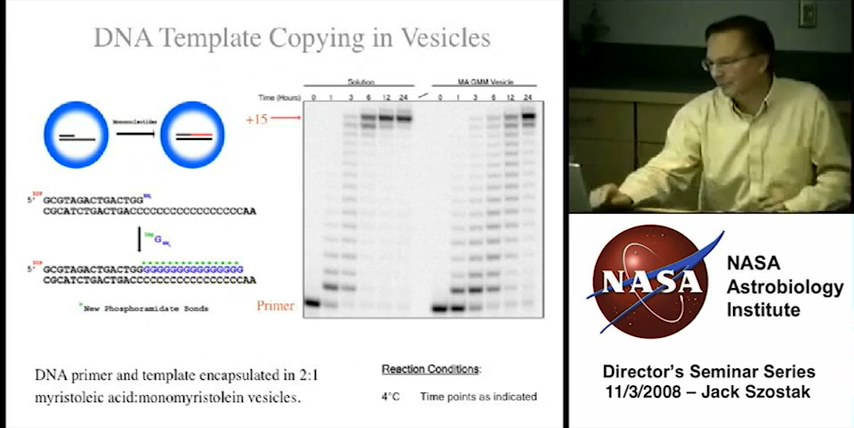 DNA Template Copying in Vesicles
Solution
MA:GMM Vesicle
Time (Hours) 0 1 3 6 12 24 0 1 3 6 12 24
+15
Mononucleotides
5' GCGTAGACTGACTGG
CGCATCTGACTGACCCCCCCCCCCCCCCCCAA
G
5' GCGTAGACTGACTGGGGGGGGGGGGGGGGG
CGCATCTGACTGACCCCCCCCCCCCCCCCCAA
Primer
*New Phosphoramidate Bonds
DNA primer and template encapsulated in 2:1
myristoleic acid:monomyristolein vesicles.
Reaction Conditions:
4°C Time points as indicated
NASA
NASA
Astrobiology
Institute
Director's Seminar Series
11/3/2008 – Jack Szostak